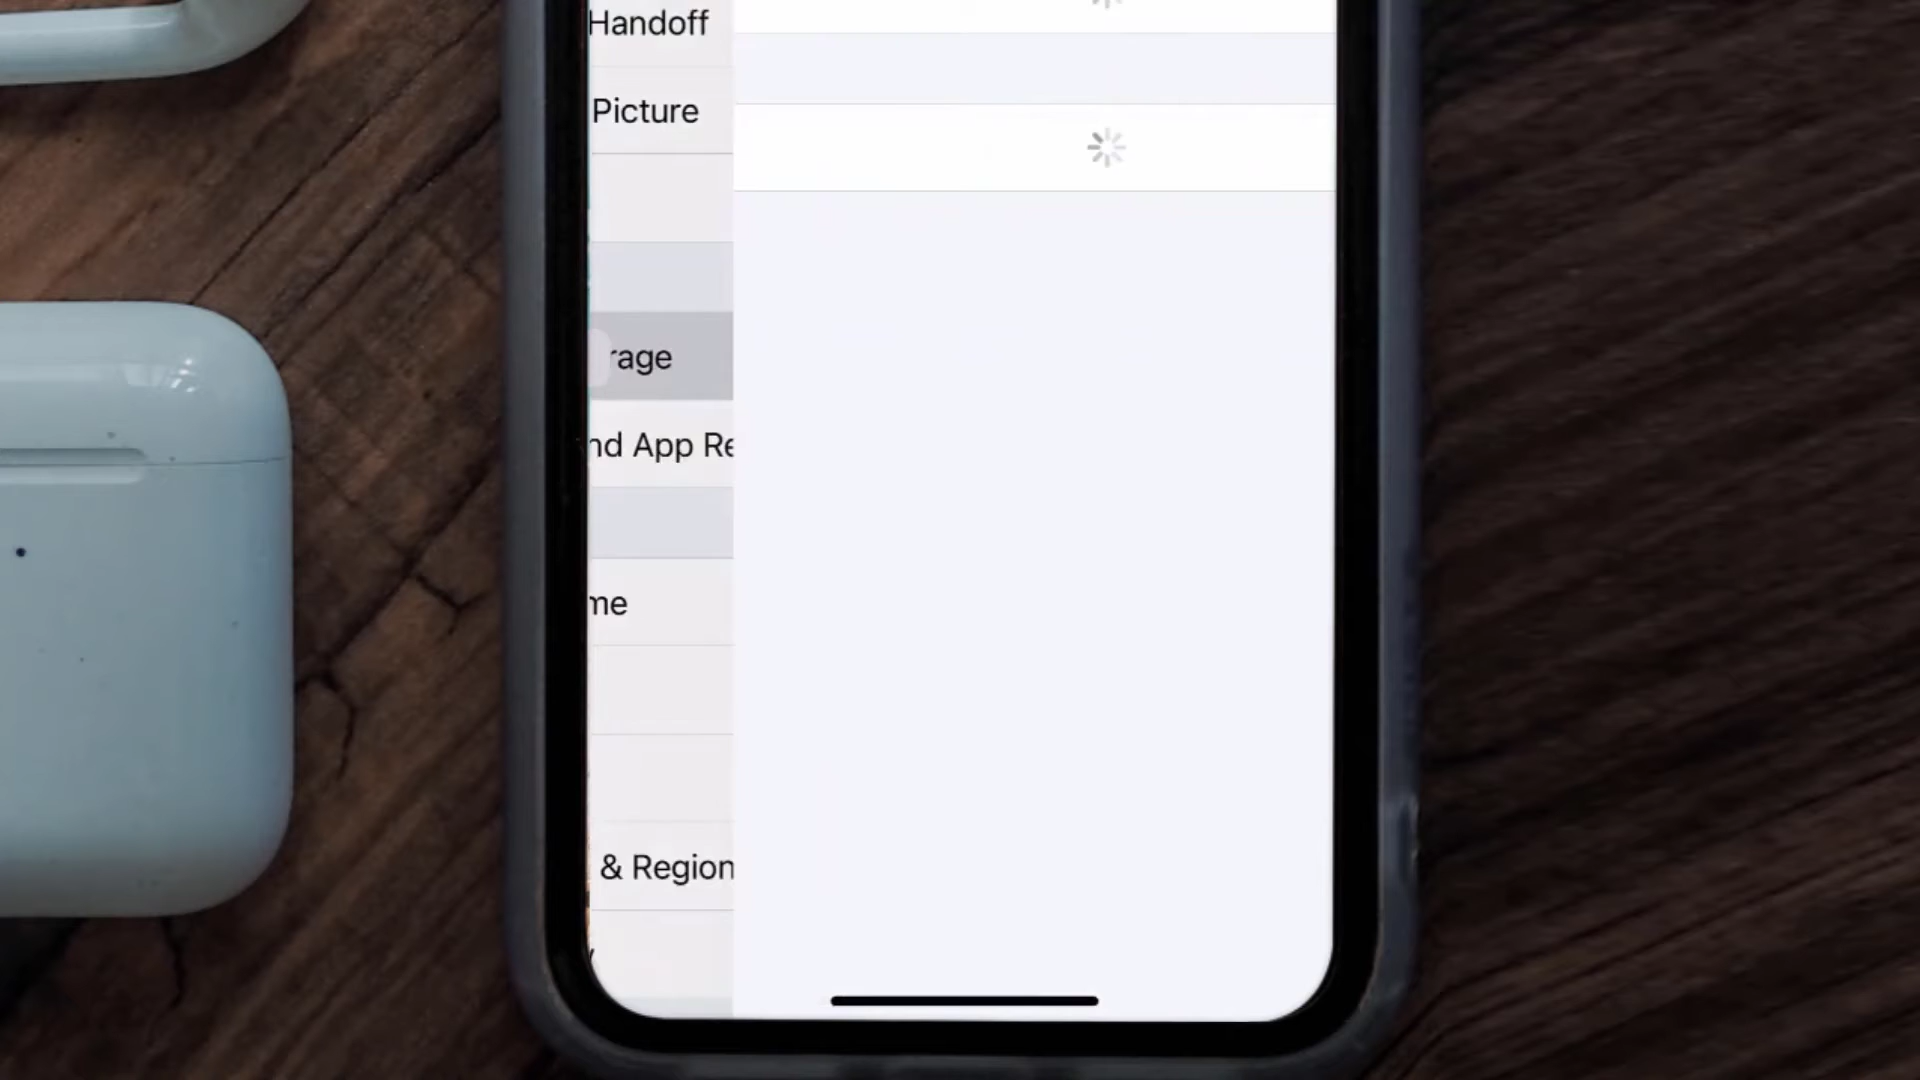 Handoff
Picture
rage
nd App Re
me
& Region